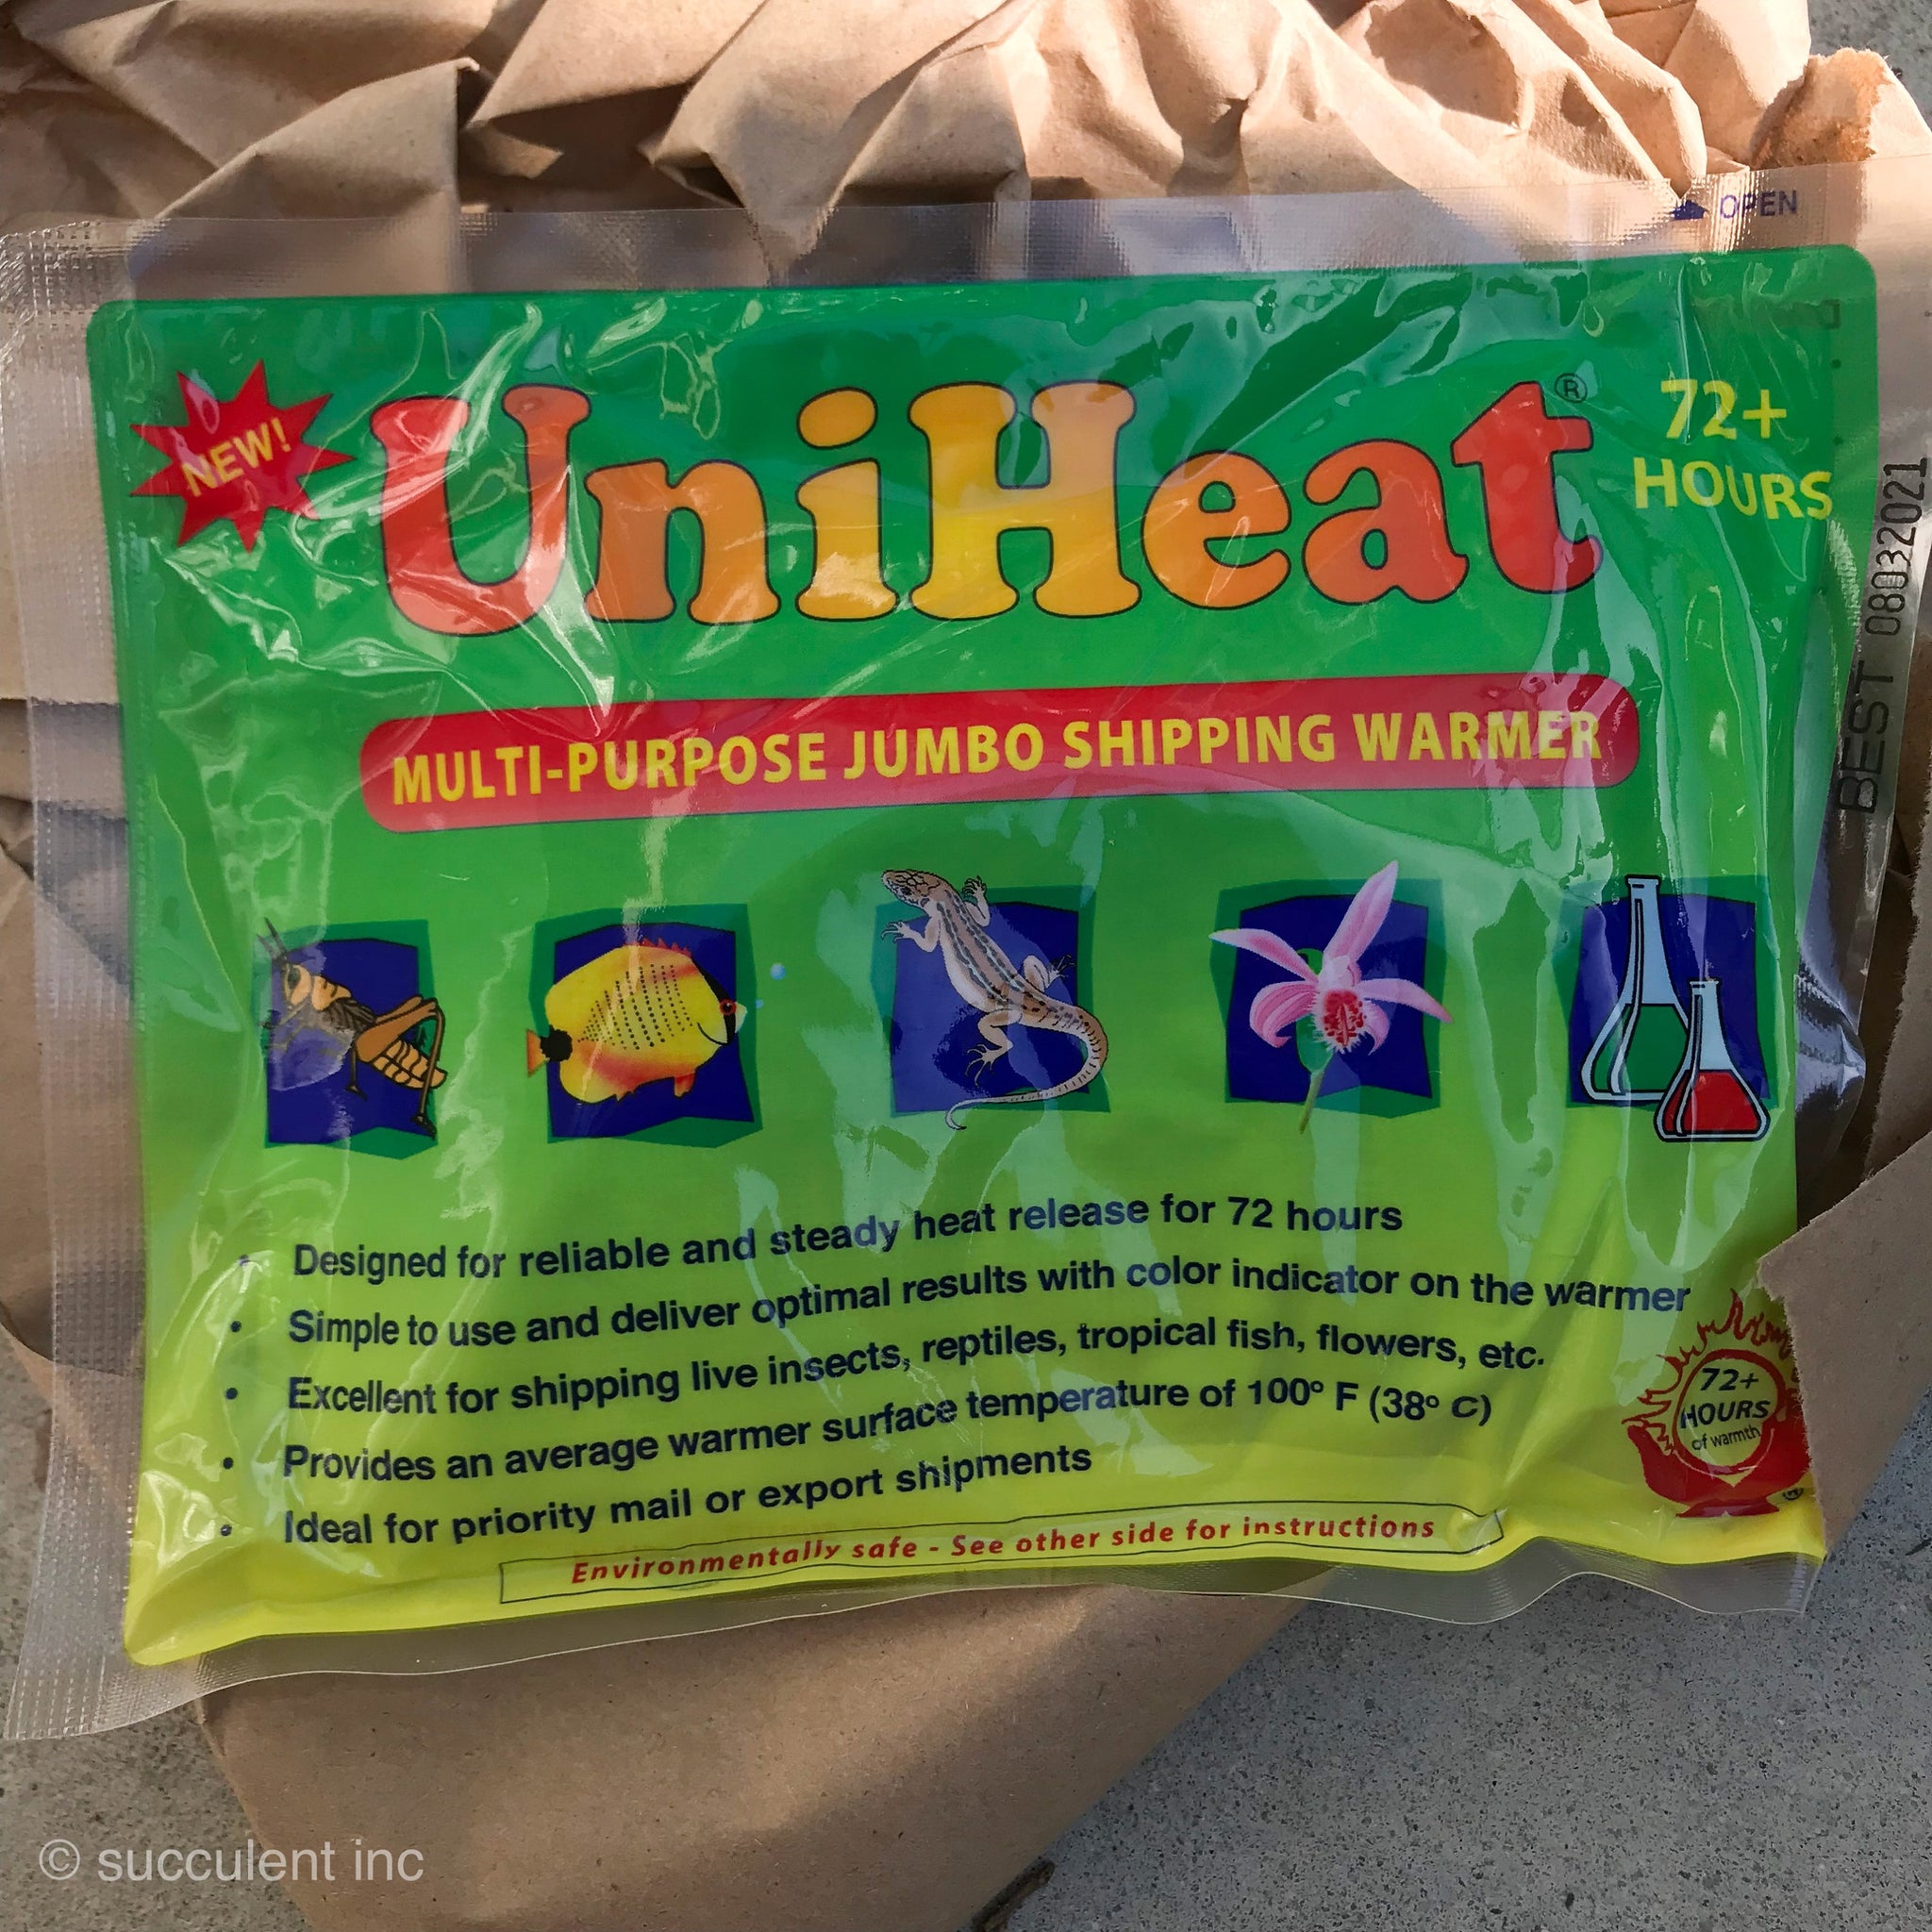 OPEN
NEW!
UniHeat®
72+
HOURS
BEST 08032021
MULTI-PURPOSE JUMBO SHIPPING WARMER
• Designed for reliable and steady heat release for 72 hours
• Simple to use and deliver optimal results with color indicator on the warmer
• Excellent for shipping live insects, reptiles, tropical fish, flowers, etc.
• Provides an average warmer surface temperature of 100° F (38° C)
• Ideal for priority mail or export shipments
72+
HOURS
of warmth
®
Environmentally safe - See other side for instructions
© succulent inc